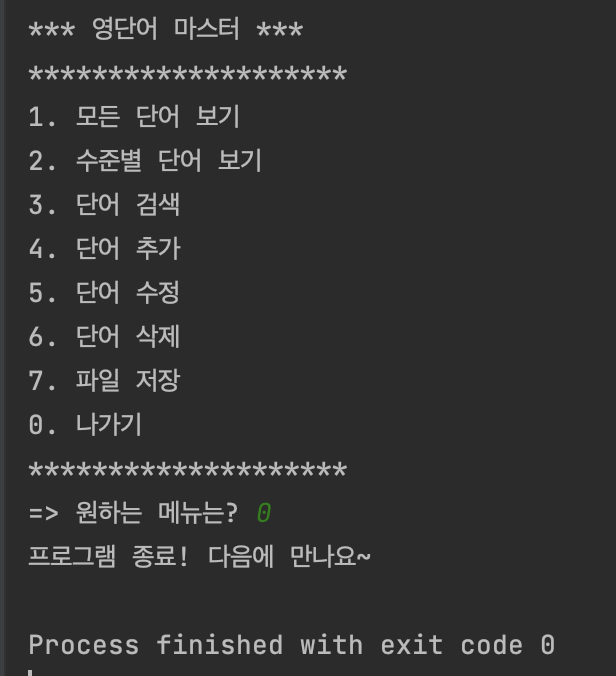 *** 영단어 마스터 ***
********************
1. 모든 단어 보기
2. 수준별 단어 보기
3. 단어 검색
4. 단어 추가
5. 단어 수정
6. 단어 삭제
7. 파일 저장
0. 나가기
********************
=> 원하는 메뉴는? 0
프로그램 종료! 다음에 만나요~
Process finished with exit code 0